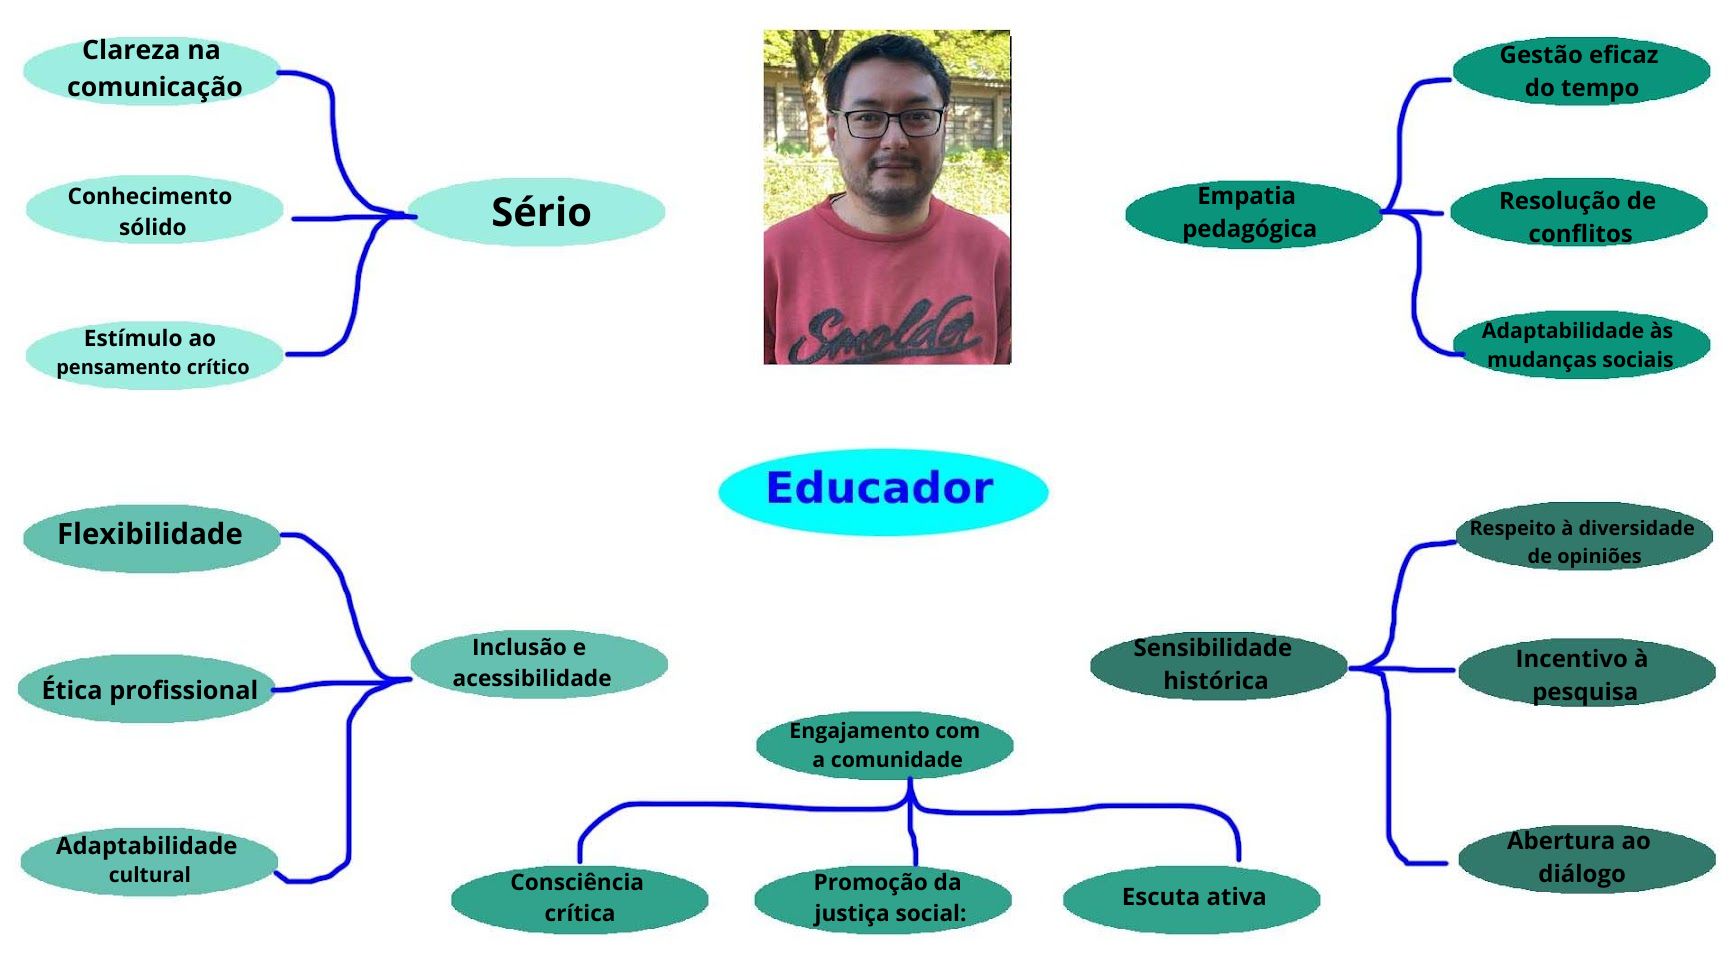 Clareza na
comunicação
Conhecimento
sólido
Estímulo ao
pensamento crítico
Sério
Smolder
Empatia
pedagógica
Gestão eficaz
do tempo
Resolução de
conflitos
Adaptabilidade às
mudanças sociais
Educador
Flexibilidade
Ética profissional
Adaptabilidade
cultural
Inclusão e
acessibilidade
Engajamento com
a comunidade
Consciência
crítica
Promoção da
justiça social:
Escuta ativa
Sensibilidade
histórica
Respeito à diversidade
de opiniões
Incentivo à
pesquisa
Abertura ao
diálogo